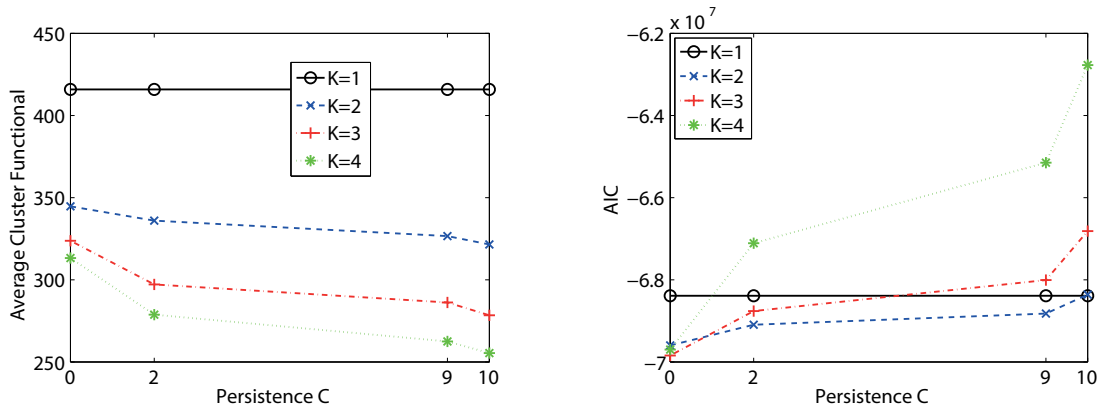 450
400
350
300
250
Average Cluster Functional
K=1
K=2
K=3
K=4
0 2 9 10
Persistence C
x 10^7
−6.2
−6.4
−6.6
−6.8
−7
AIC
K=1
K=2
K=3
K=4
0 2 9 10
Persistence C